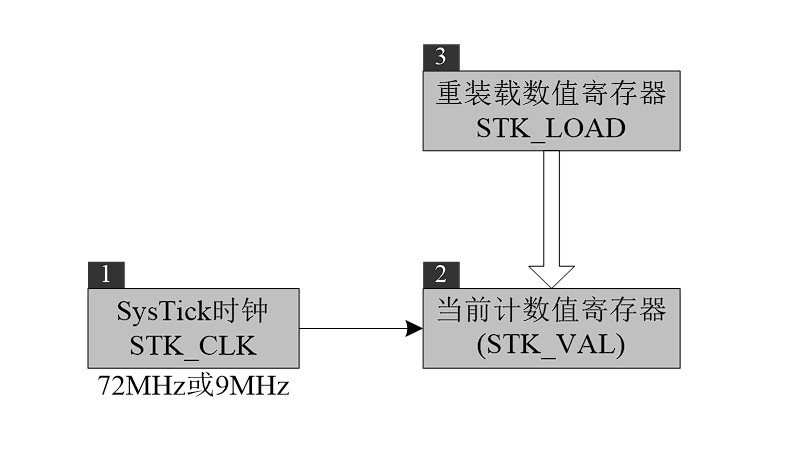 3
重装载数值寄存器
STK_LOAD
1
SysTick时钟
STK_CLK
72MHz或9MHz
2
当前计数值寄存器
(STK_VAL)